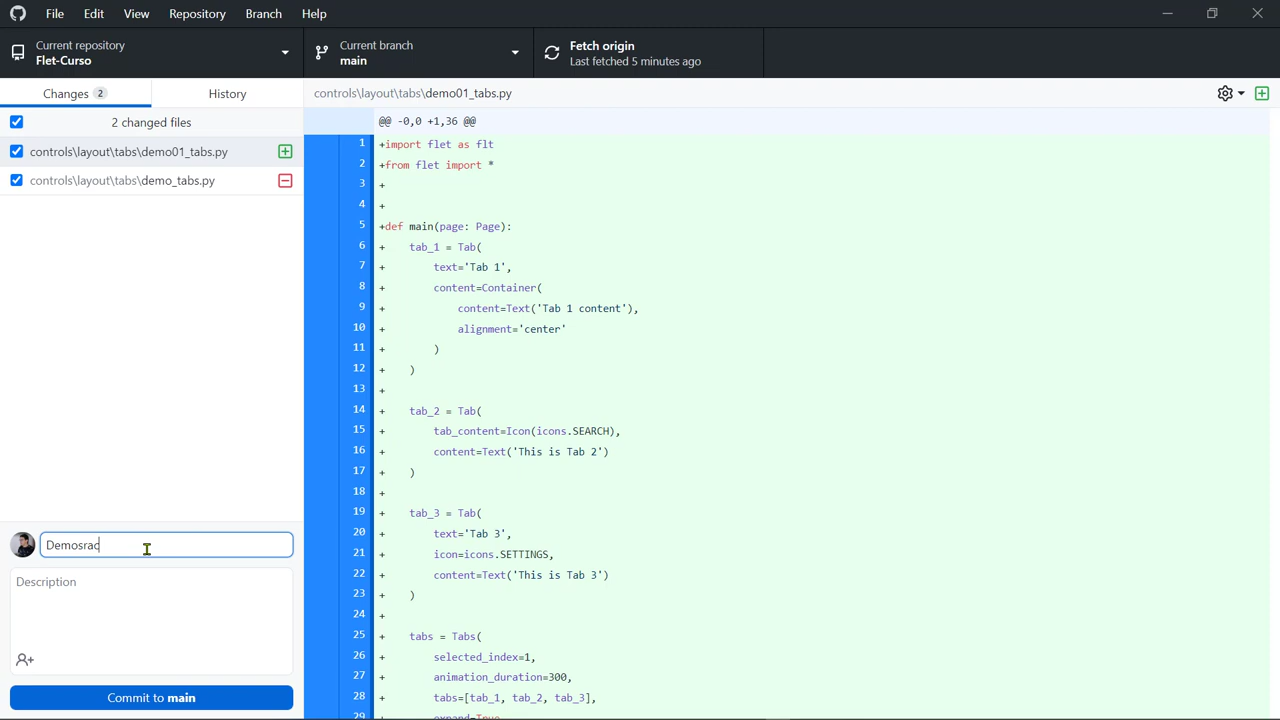 File Edit View Repository Branch Help
Current repository
Flet-Curso
Current branch
main
Fetch origin
Last fetched 5 minutes ago
Changes 2
History
controls\layout\tabs\demo01_tabs.py
2 changed files
controls\layout\tabs\demo01_tabs.py
controls\layout\tabs\demo_tabs.py
Demosrac
Description
Commit to main
@@ -0,0 +1,36 @@
1 +import flet as flt
2 +from flet import *
3 +
4 +
5 +def main(page: Page):
6 + tab_1 = Tab(
7 + text='Tab 1',
8 + content=Container(
9 + content=Text('Tab 1 content'),
10 + alignment='center'
11 + )
12 + )
13 +
14 + tab_2 = Tab(
15 + tab_content=Icon(icons.SEARCH),
16 + content=Text('This is Tab 2')
17 + )
18 +
19 + tab_3 = Tab(
20 + text='Tab 3',
21 + icon=icons.SETTINGS,
22 + content=Text('This is Tab 3')
23 + )
24 +
25 + tabs = Tabs(
26 + selected_index=1,
27 + animation_duration=300,
28 + tabs=[tab_1, tab_2, tab_3],
29 expand=True